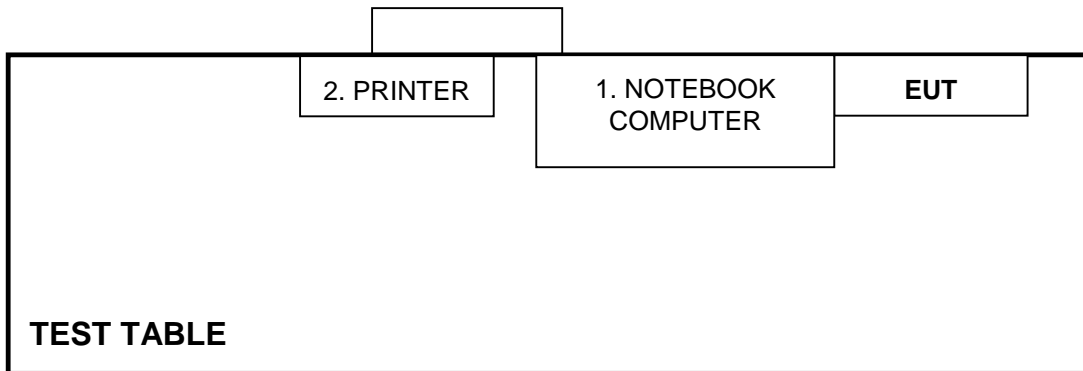 2. PRINTER
1. NOTEBOOK
COMPUTER
EUT
TEST TABLE